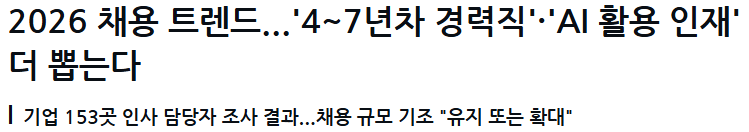 2026 채용 트렌드...'4~7년차 경력직'·'AI 활용 인재'
더 뽑는다
기업 153곳 인사 담당자 조사 결과...채용 규모 기조 "유지 또는 확대"